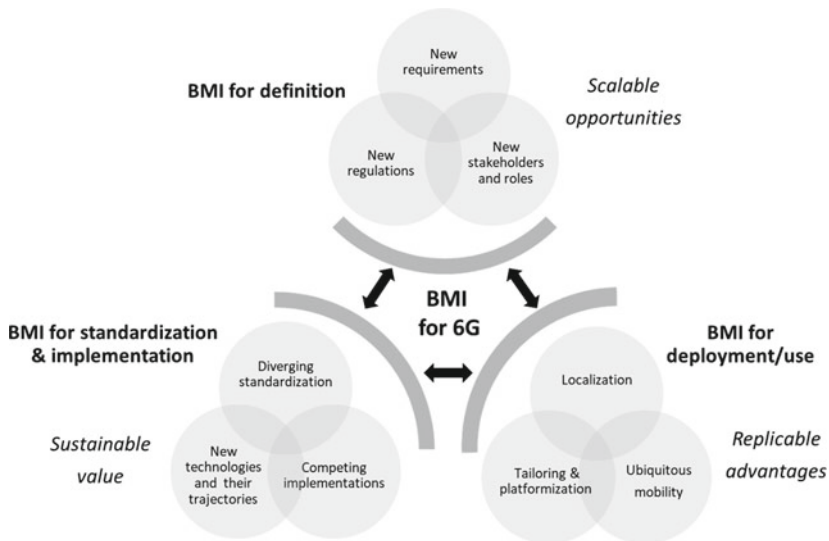 New
requirements
BMI for definition
Scalable
opportunities
New
regulations
New
stakeholders
and roles
BMI
for 6G
BMI for standardization
& implementation
Diverging
standardization
Sustainable
value
New
technologies
and their
trajectories
Competing
implementations
BMI for
deployment/use
Localization
Replicable
advantages
Tailoring &
platformization
Ubiquitous
mobility